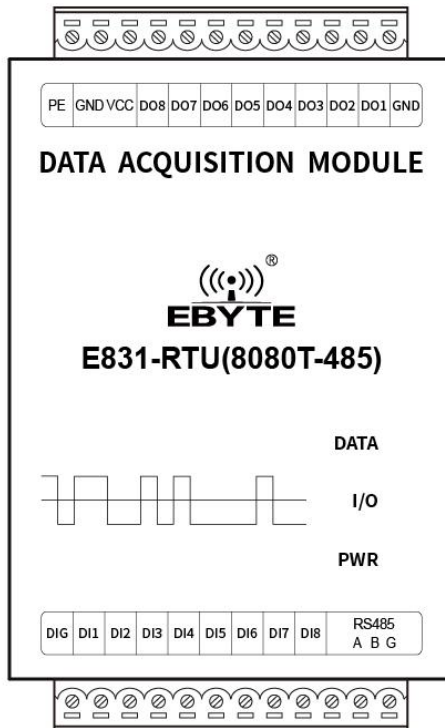 PE GND VCC DO8 DO7 DO6 DO5 DO4 DO3 DO2 DO1 GND
DATA ACQUISITION MODULE
®
EBYTE
E831-RTU(8080T-485)
DATA
I/O
PWR
DIG DI1 DI2 DI3 DI4 DI5 DI6 DI7 DI8 RS485
A B G